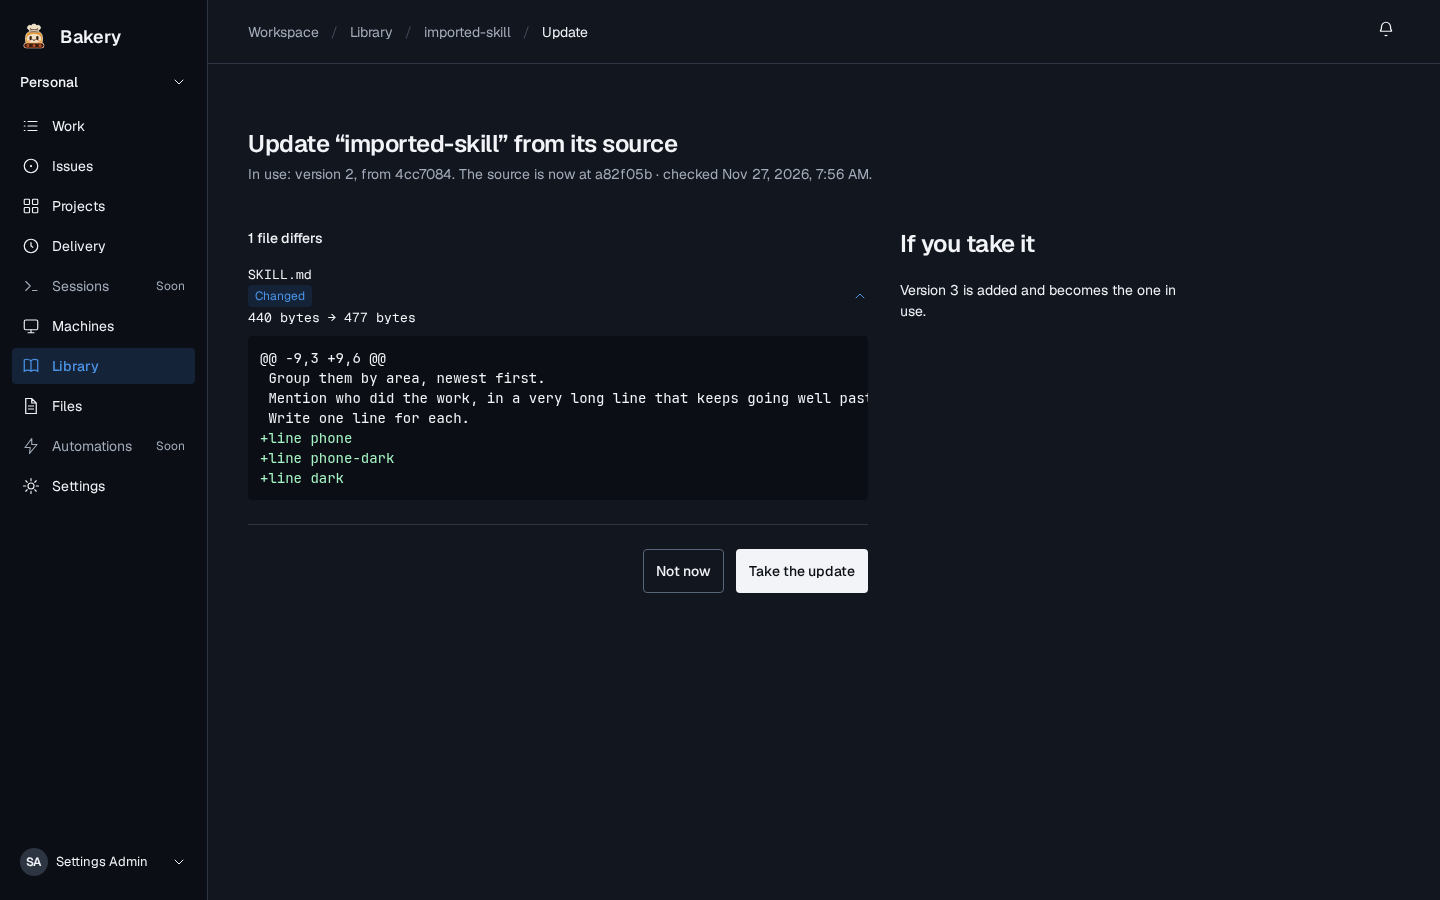 Bakery
Personal
Work
Issues
Projects
Delivery
Sessions Soon
Machines
Library
Files
Automations Soon
Settings
SA Settings Admin
Workspace / Library / imported-skill / Update
Update “imported-skill” from its source
In use: version 2, from 4cc7084. The source is now at a82f05b · checked Nov 27, 2026, 7:56 AM.
1 file differs
SKILL.md
Changed
440 bytes → 477 bytes
@@ -9,3 +9,6 @@
Group them by area, newest first.
Mention who did the work, in a very long line that keeps going well past
Write one line for each.
+line phone
+line phone-dark
+line dark
Not now
Take the update
If you take it
Version 3 is added and becomes the one in
use.